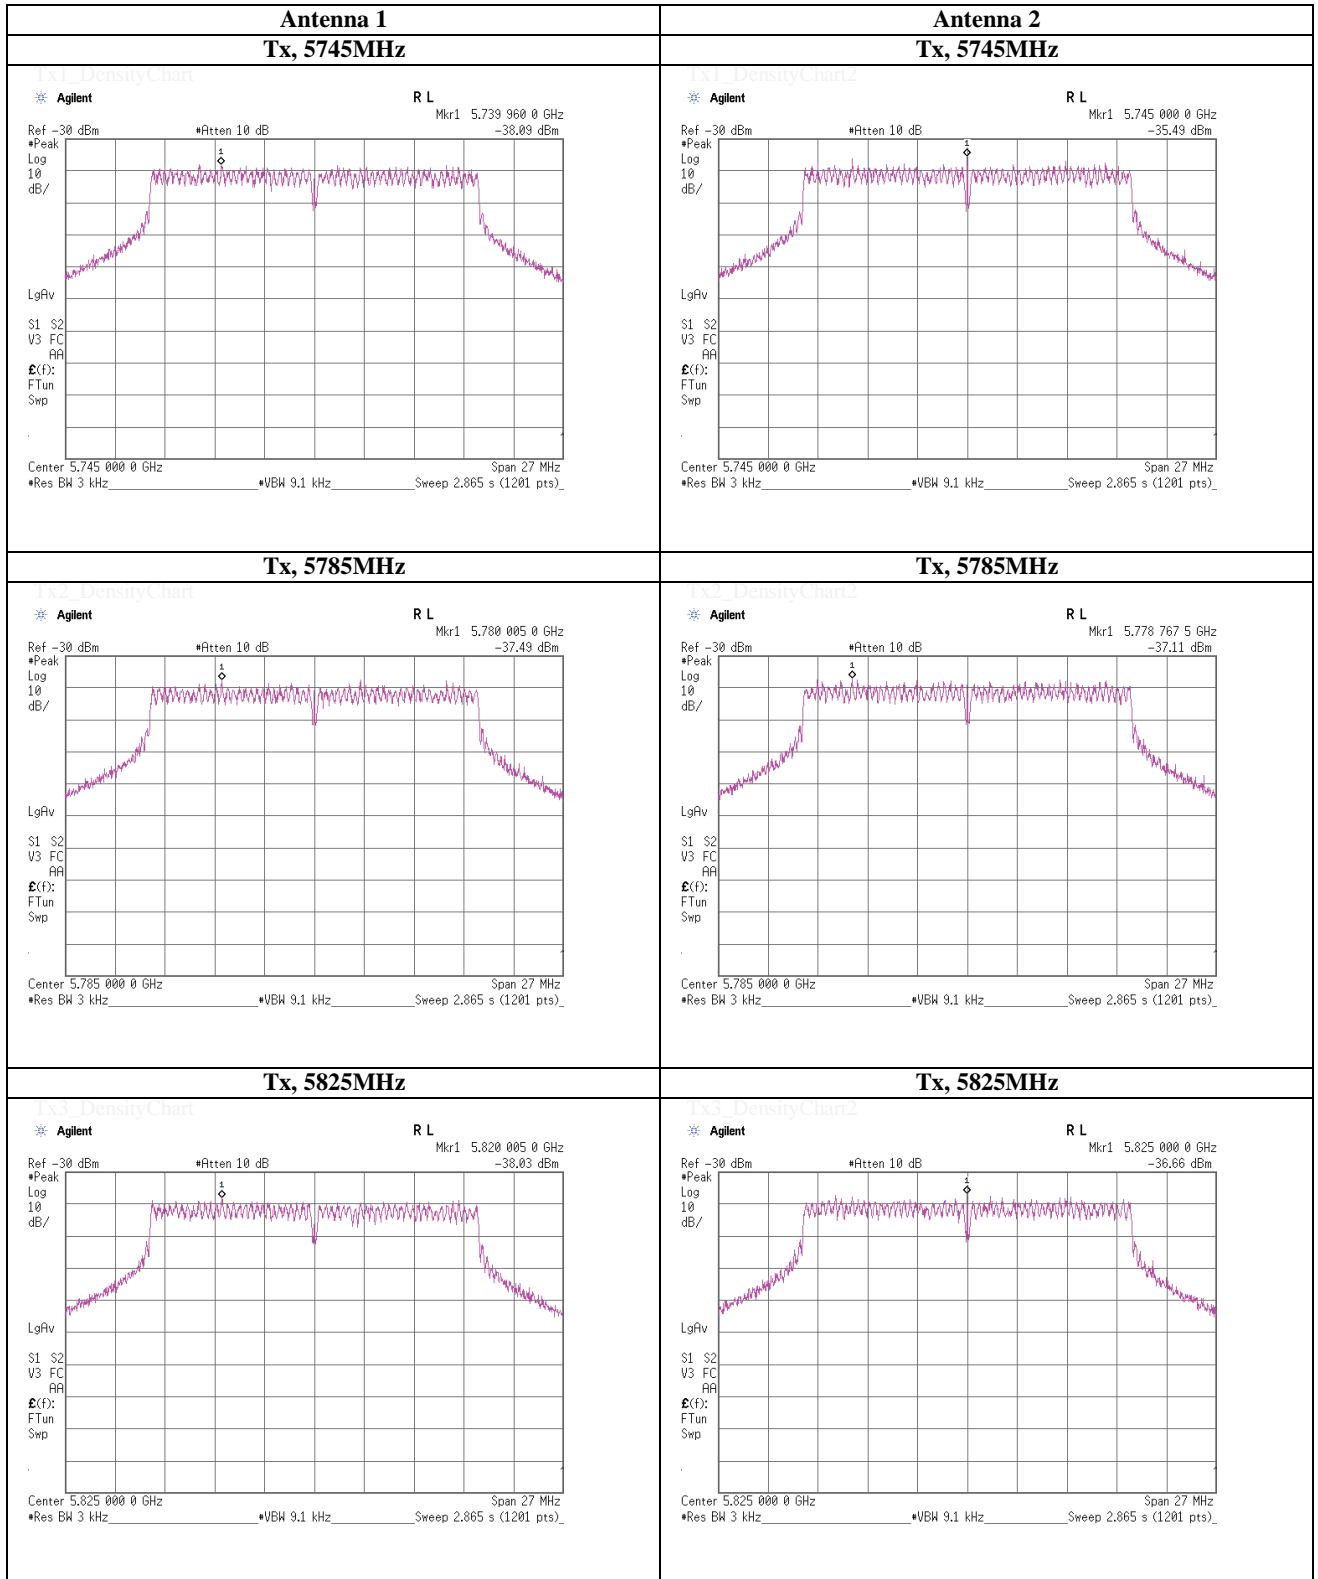 Antenna 1
Antenna 2
Tx, 5745MHz
Tx, 5745MHz
Tx1_DensityChart
Agilent
R L
Mkr1 5.739 960 0 GHz
Ref -30 dBm #Atten 10 dB -38.09 dBm
#Peak
Log
10
dB/
1
LgAv
S1 S2
V3 FC
AA
£(f):
FTun
Swp
Center 5.745 000 0 GHz Span 27 MHz
#Res BW 3 kHz #VBW 9.1 kHz Sweep 2.865 s (1201 pts)
Tx1_DensityChart2
Agilent
R L
Mkr1 5.745 000 0 GHz
Ref -30 dBm #Atten 10 dB -35.49 dBm
#Peak
Log
10
dB/
1
LgAv
S1 S2
V3 FC
AA
£(f):
FTun
Swp
Center 5.745 000 0 GHz Span 27 MHz
#Res BW 3 kHz #VBW 9.1 kHz Sweep 2.865 s (1201 pts)
Tx, 5785MHz
Tx, 5785MHz
Tx2_DensityChart
Agilent
R L
Mkr1 5.780 005 0 GHz
Ref -30 dBm #Atten 10 dB -37.49 dBm
#Peak
Log
10
dB/
1
LgAv
S1 S2
V3 FC
AA
£(f):
FTun
Swp
Center 5.785 000 0 GHz Span 27 MHz
#Res BW 3 kHz #VBW 9.1 kHz Sweep 2.865 s (1201 pts)
Tx2_DensityChart2
Agilent
R L
Mkr1 5.778 767 5 GHz
Ref -30 dBm #Atten 10 dB -37.11 dBm
#Peak
Log
10
dB/
1
LgAv
S1 S2
V3 FC
AA
£(f):
FTun
Swp
Center 5.785 000 0 GHz Span 27 MHz
#Res BW 3 kHz #VBW 9.1 kHz Sweep 2.865 s (1201 pts)
Tx, 5825MHz
Tx, 5825MHz
Tx3_DensityChart
Agilent
R L
Mkr1 5.820 005 0 GHz
Ref -30 dBm #Atten 10 dB -38.03 dBm
#Peak
Log
10
dB/
1
LgAv
S1 S2
V3 FC
AA
£(f):
FTun
Swp
Center 5.825 000 0 GHz Span 27 MHz
#Res BW 3 kHz #VBW 9.1 kHz Sweep 2.865 s (1201 pts)
Tx3_DensityChart2
Agilent
R L
Mkr1 5.825 000 0 GHz
Ref -30 dBm #Atten 10 dB -36.66 dBm
#Peak
Log
10
dB/
1
LgAv
S1 S2
V3 FC
AA
£(f):
FTun
Swp
Center 5.825 000 0 GHz Span 27 MHz
#Res BW 3 kHz #VBW 9.1 kHz Sweep 2.865 s (1201 pts)